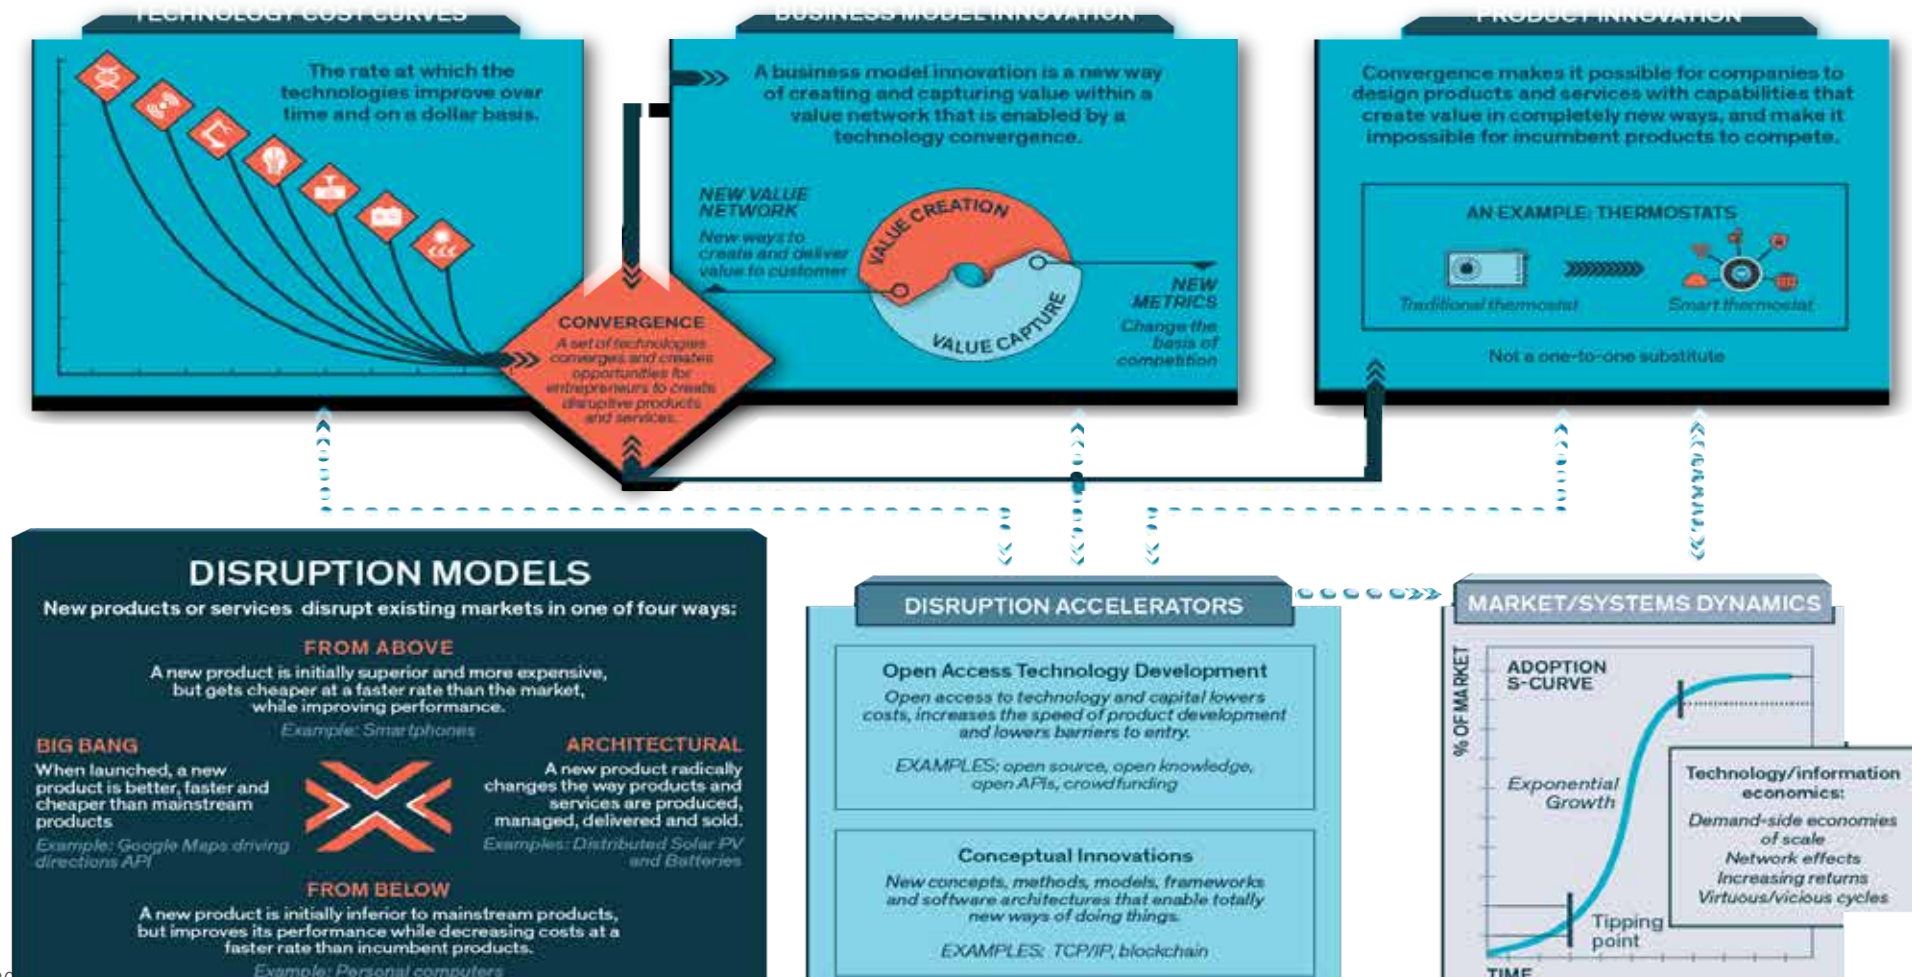 TECHNOLOGY COST CURVES
The rate at which the
technologies improve over
time and on a dollar basis.
CONVERGENCE
A set of technologies
converges and creates
opportunities for
entrepreneurs to create
disruptive products
and services.
BUSINESS MODEL INNOVATION
A business model innovation is a new way
of creating and capturing value within a
value network that is enabled by a
technology convergence.
NEW VALUE
NETWORK
New ways to
create and deliver
value to customer
VALUE CREATION
VALUE CAPTURE
NEW
METRICS
Change the
basis of
competition
PRODUCT INNOVATION
Convergence makes it possible for companies to
design products and services with capabilities that
create value in completely new ways, and make it
impossible for incumbent products to compete.
AN EXAMPLE: THERMOSTATS
Traditional thermostat
Smart thermostat
Not a one-to-one substitute
DISRUPTION MODELS
New products or services disrupt existing markets in one of four ways:
FROM ABOVE
A new product is initially superior and more expensive,
but gets cheaper at a faster rate than the market,
while improving performance.
Example: Smartphones
BIG BANG
When launched, a new
product is better, faster and
cheaper than mainstream
products
Example: Google Maps driving
directions API
ARCHITECTURAL
A new product radically
changes the way products and
services are produced,
managed, delivered and sold.
Examples: Distributed Solar PV
and Batteries
FROM BELOW
A new product is initially inferior to mainstream products,
but improves its performance while decreasing costs at a
faster rate than incumbent products.
Example: Personal computers
DISRUPTION ACCELERATORS
Open Access Technology Development
Open access to technology and capital lowers
costs, increases the speed of product development
and lowers barriers to entry.
EXAMPLES: open source, open knowledge,
open APIs, crowdfunding
Conceptual Innovations
New concepts, methods, models, frameworks
and software architectures that enable totally
new ways of doing things.
EXAMPLES: TCP/IP, blockchain
MARKET/SYSTEMS DYNAMICS
% OF MARKET
ADOPTION
S-CURVE
Exponential
Growth
Tipping
point
TIME
Technology/information
economics:
Demand-side economies
of scale
Network effects
Increasing returns
Virtuous/vicious cycles